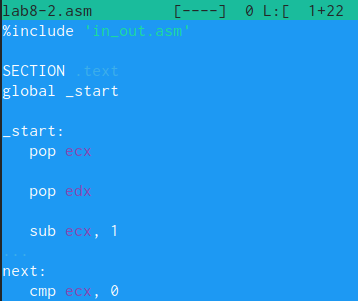 lab8-2.asm [----] 0 L:[ 1+22
%include 'in_out.asm'
SECTION .text
global _start
_start:
pop ecx
pop edx
sub ecx, 1
...
next:
cmp ecx, 0